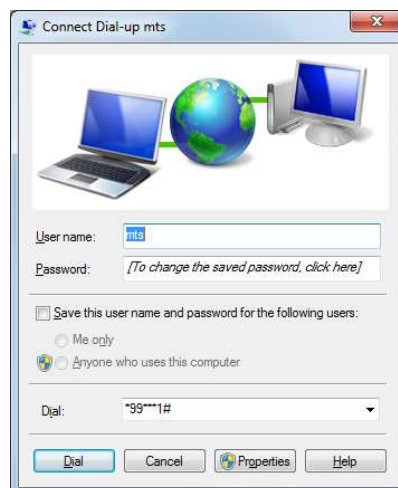 Connect Dial-up mts
User name: mts
Password: [To change the saved password, click here]
Save this user name and password for the following users:
Me only
Anyone who uses this computer
Dial: *99***1#
Dial Cancel Properties Help